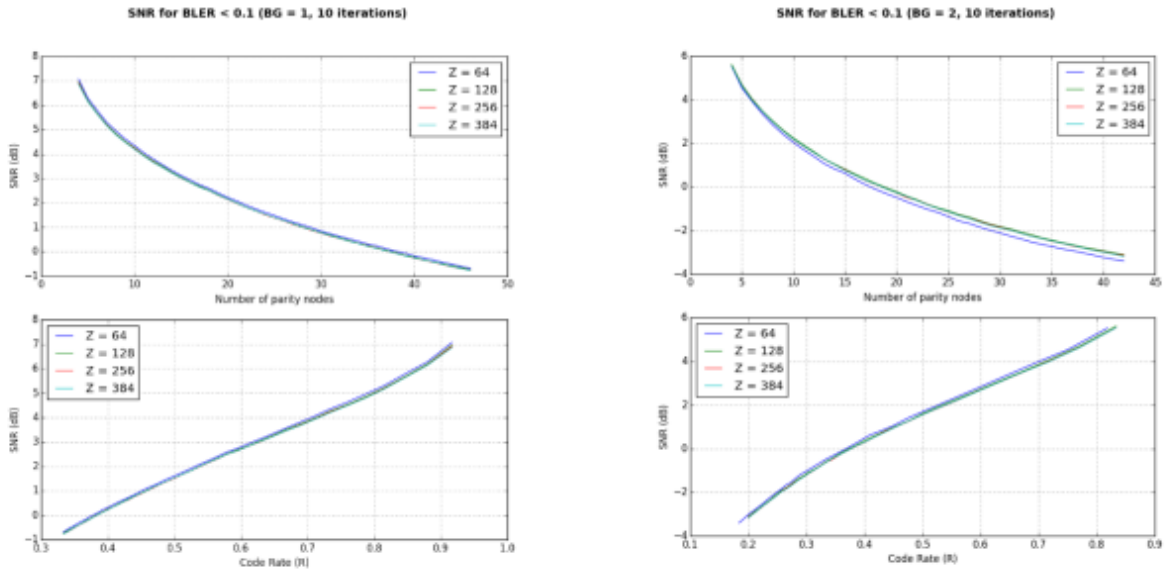 SNR for BLER < 0.1 (BG = 1, 10 iterations)
8
7
6
5
4
3
2
1
0
−1
SNR (dB)
Z = 64
Z = 128
Z = 256
Z = 384
0 10 20 30 40 50
Number of parity nodes
8
7
6
5
4
3
2
1
0
−1
SNR (dB)
Z = 64
Z = 128
Z = 256
Z = 384
0.3 0.4 0.5 0.6 0.7 0.8 0.9 1.0
Code Rate (R)
SNR for BLER < 0.1 (BG = 2, 10 iterations)
6
4
2
0
−2
−4
SNR (dB)
Z = 64
Z = 128
Z = 256
Z = 384
0 5 10 15 20 25 30 35 40 45
Number of parity nodes
6
4
2
0
−2
−4
SNR (dB)
Z = 64
Z = 128
Z = 256
Z = 384
0.1 0.2 0.3 0.4 0.5 0.6 0.7 0.8 0.9
Code Rate (R)